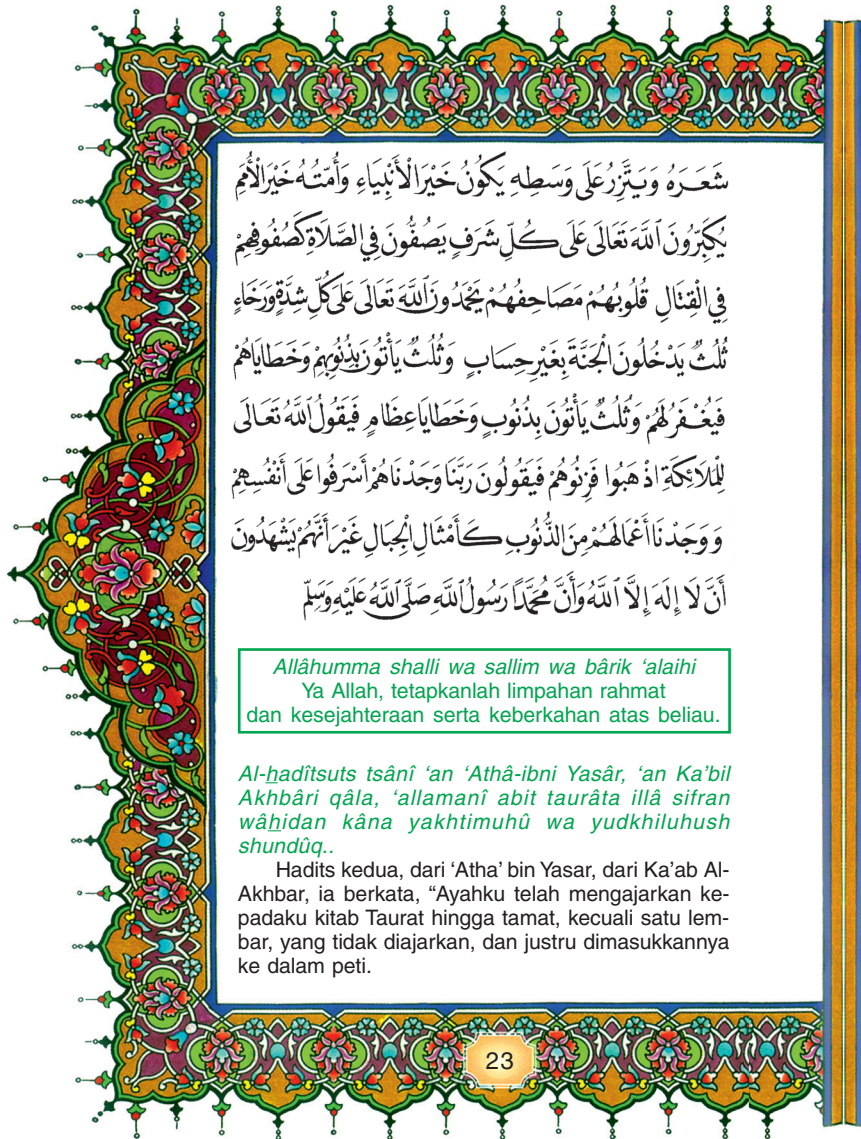 شَعَرَهُ وَيَتَّزِرُ عَلَى وَسَطِهِ يَكُونُ خَيْرَ الْأَنْبِيَاءِ وَأُمَّتُهُ خَيْرَ الْأُمَمِ
يُكَبِّرُونَ ٱللَّهَ تَعَالَى عَلَى كُلِّ شَرَفٍ يَصُفُّونَ فِي الصَّلَاةِ كَصُفُوفِهِمْ
فِي الْقِتَالِ قُلُوبُهُمْ مَصَاحِفُهُمْ يَحْمَدُونَ ٱللَّهَ تَعَالَى عَلَى كُلِّ شِدَّةٍ وَرَخَاءٍ
ثُلُثٌ يَدْخُلُونَ الْجَنَّةَ بِغَيْرِ حِسَابٍ وَثُلُثٌ يَأْتُونَ بِذُنُوبِهِمْ وَخَطَايَاهُمْ
فَيُغْفَرُ لَهُمْ وَثُلُثٌ يَأْتُونَ بِذُنُوبٍ وَخَطَايَا عِظَامٍ فَيَقُولُ ٱللَّهُ تَعَالَى
لِلْمَلَائِكَةِ اذْهَبُوا فَزِنُوهُمْ فَيَقُولُونَ رَبَّنَا وَجَدْنَاهُمْ أَسْرَفُوا عَلَى أَنْفُسِهِمْ
وَوَجَدْنَا أَعْمَالَهُمْ مِنَ الذُّنُوبِ كَأَمْثَالِ الْجِبَالِ غَيْرَ أَنَّهُمْ يَشْهَدُونَ
أَنْ لَا إِلَهَ إِلَّا ٱللَّهُ وَأَنَّ مُحَمَّدًا رَسُولُ ٱللَّهِ صَلَّى ٱللَّهُ عَلَيْهِ وَسَلَّمَ
Allâhumma shalli wa sallim wa bârik ‘alaihi
Ya Allah, tetapkanlah limpahan rahmat
dan kesejahteraan serta keberkahan atas beliau.
Al-hadîtsuts tsânî ‘an ‘Athâ-ibni Yasâr, ‘an Ka’bil
Akhbâri qâla, ‘allamanî abit taurâta illâ sifran
wâhidan kâna yakhtimuhû wa yudkhiluhush
shundûq..
Hadits kedua, dari ‘Atha’ bin Yasar, dari Ka’ab Al-
Akhbar, ia berkata, “Ayahku telah mengajarkan ke-
padaku kitab Taurat hingga tamat, kecuali satu lem-
bar, yang tidak diajarkan, dan justru dimasukkannya
ke dalam peti.
23